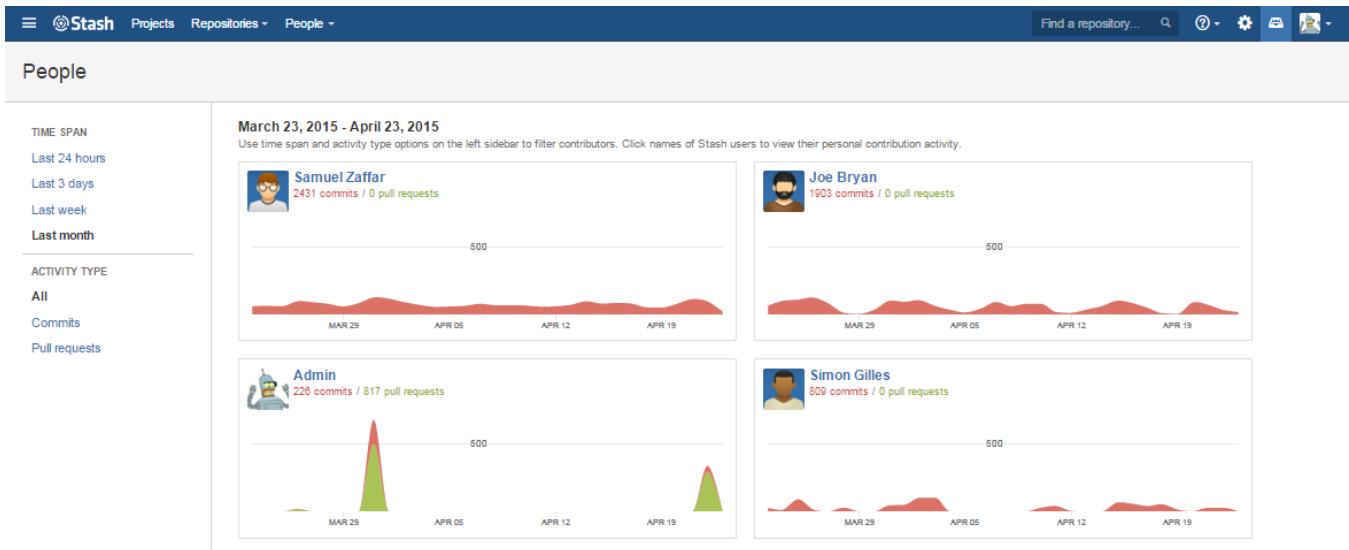 Stash Projects Repositories People Find a repository...
People
TIME SPAN
Last 24 hours
Last 3 days
Last week
Last month
ACTIVITY TYPE
All
Commits
Pull requests
March 23, 2015 - April 23, 2015
Use time span and activity type options on the left sidebar to filter contributors. Click names of Stash users to view their personal contribution activity.
Samuel Zaffar
2431 commits / 0 pull requests
500
MAR 29 APR 05 APR 12 APR 19
Joe Bryan
1903 commits / 0 pull requests
500
MAR 29 APR 05 APR 12 APR 19
Admin
226 commits / 817 pull requests
500
MAR 29 APR 05 APR 12 APR 19
Simon Gilles
809 commits / 0 pull requests
500
MAR 29 APR 05 APR 12 APR 19